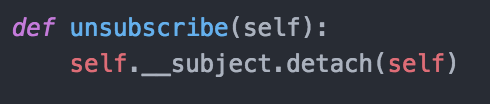 def unsubscribe(self):
    self.__subject.detach(self)